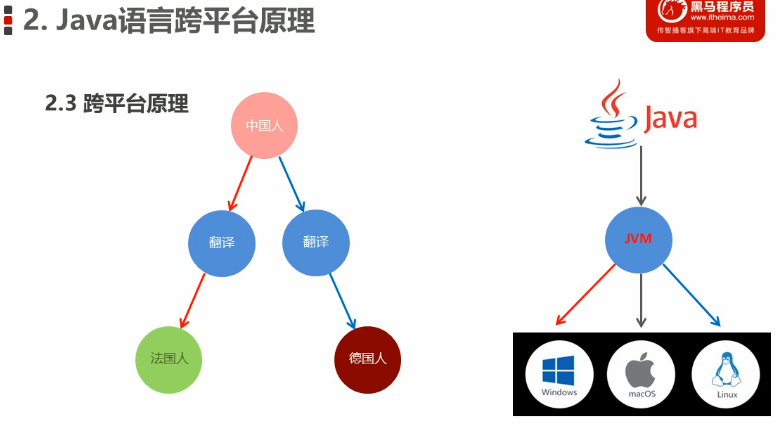 2. Java语言跨平台原理
黑马程序员
www.itheima.com
传智播客旗下高端IT教育品牌
2.3 跨平台原理
中国人
翻译
翻译
法国人
德国人
Java
JVM
Windows
macOS
Linux